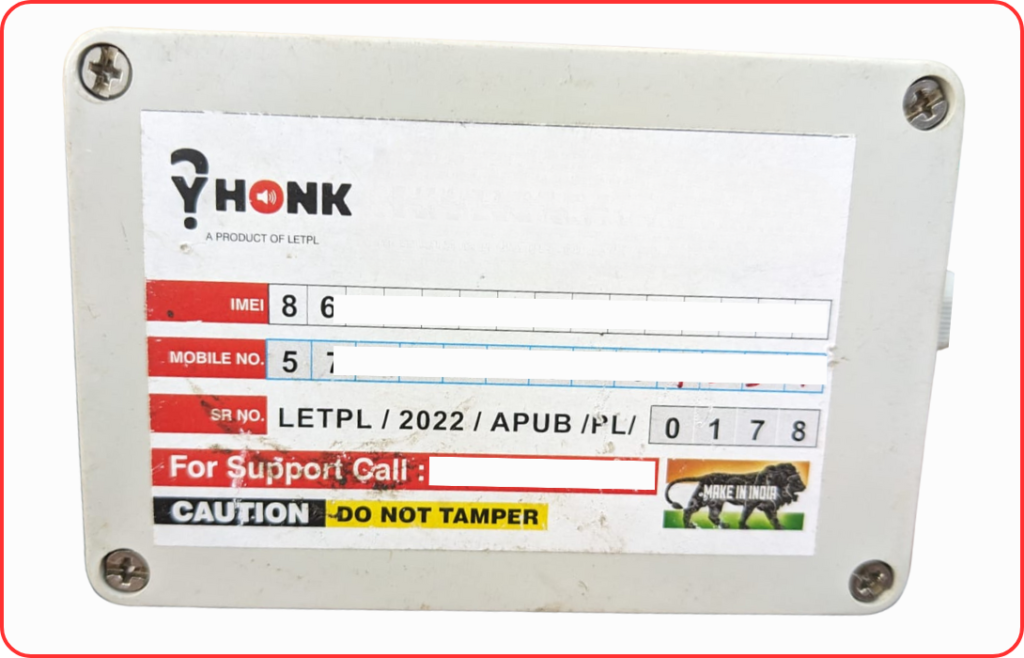 YHONK
A PRODUCT OF LETPL
IMEI 8 6
MOBILE NO. 5 7
SR NO. LETPL / 2022 / APUB /PL/ 0 1 7 8
For Support Call :
MAKE IN INDIA
CAUTION DO NOT TAMPER